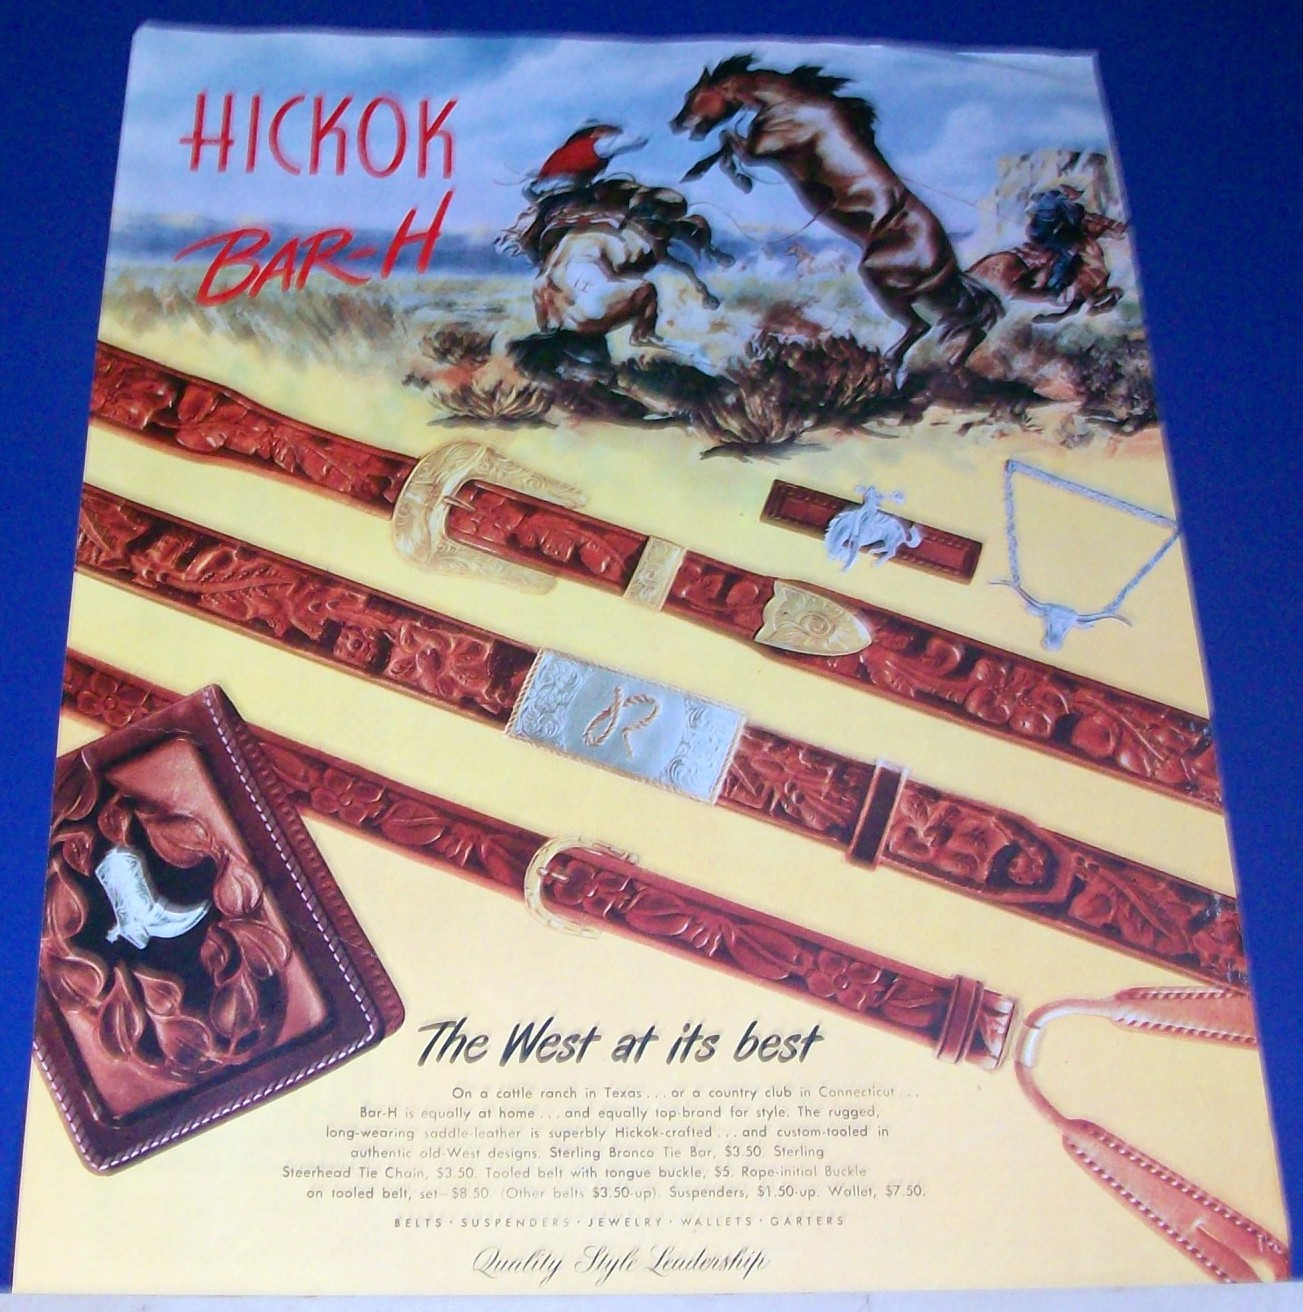 HICKOK
BAR-H
R
The West at its best
On a cattle ranch in Texas . . . or a country club in Connecticut . . .
Bar-H is equally at home . . . and equally top-brand for style. The rugged,
long-wearing saddle-leather is superbly Hickok-crafted . . . and custom-tooled in
authentic old-West designs. Sterling Bronco Tie Bar, $3.50. Sterling
Steerhead Tie Chain, $3.50. Tooled belt with tongue buckle, $5. Rope-initial Buckle
on tooled belt, set—$8.50. (Other belts $3.50-up). Suspenders, $1.50-up. Wallet, $7.50.
BELTS · SUSPENDERS · JEWELRY · WALLETS · GARTERS
Quality Style Leadership